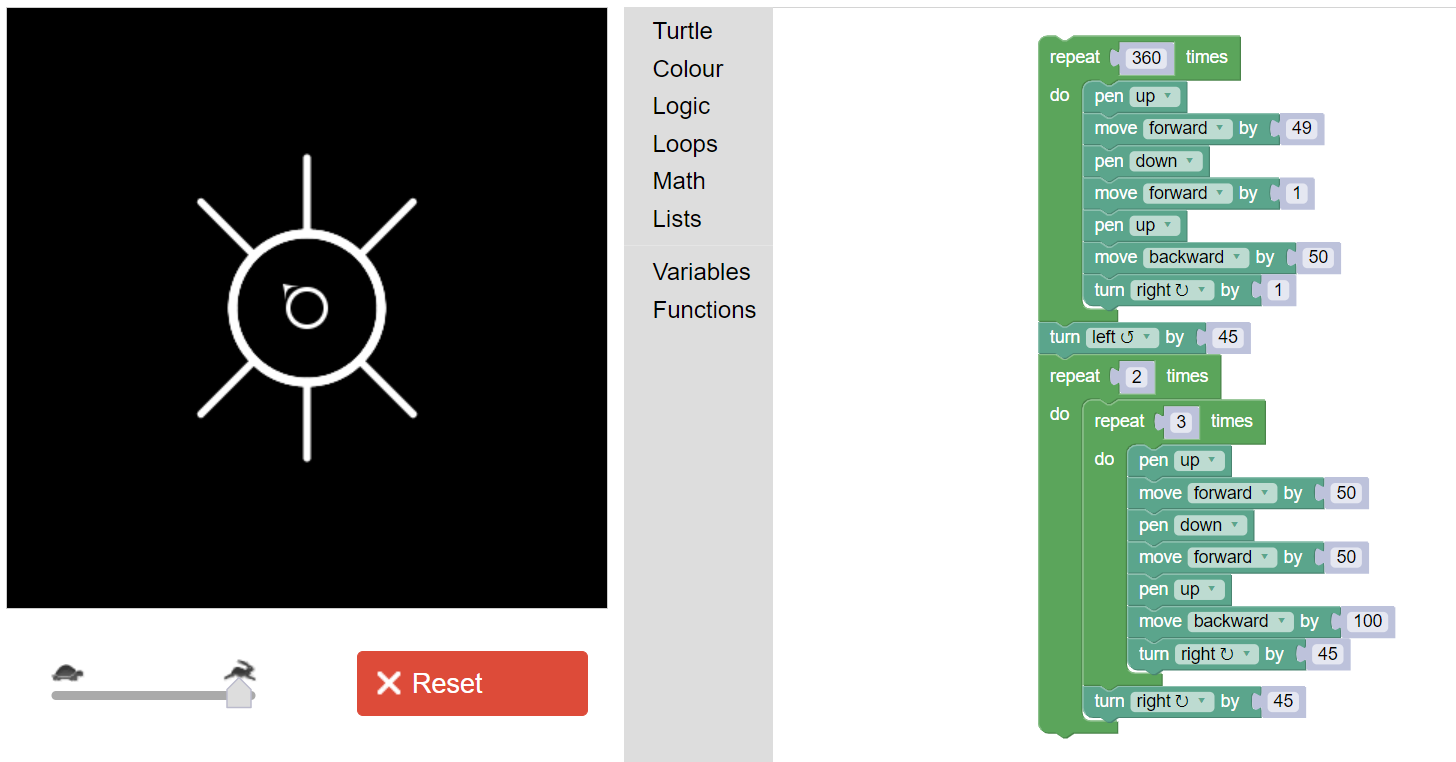 Turtle
Colour
Logic
Loops
Math
Lists
Variables
Functions
Reset
repeat 360 times
do pen up
move forward by 49
pen down
move forward by 1
pen up
move backward by 50
turn right ↻ by 1
turn left ↺ by 45
repeat 2 times
do repeat 3 times
do pen up
move forward by 50
pen down
move forward by 50
pen up
move backward by 100
turn right ↻ by 45
turn right ↻ by 45